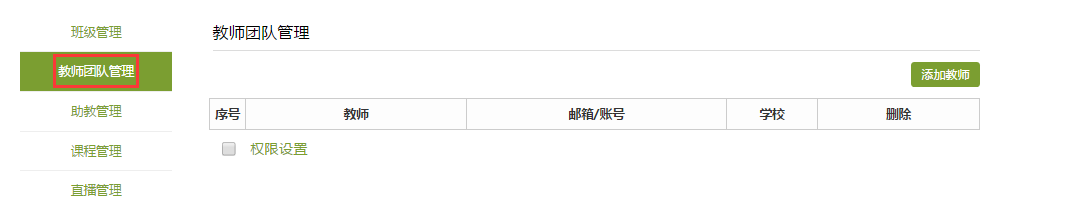 班级管理
教师团队管理
助教管理
课程管理
直播管理
教师团队管理
添加教师
序号 教师 邮箱/账号 学校 删除
权限设置